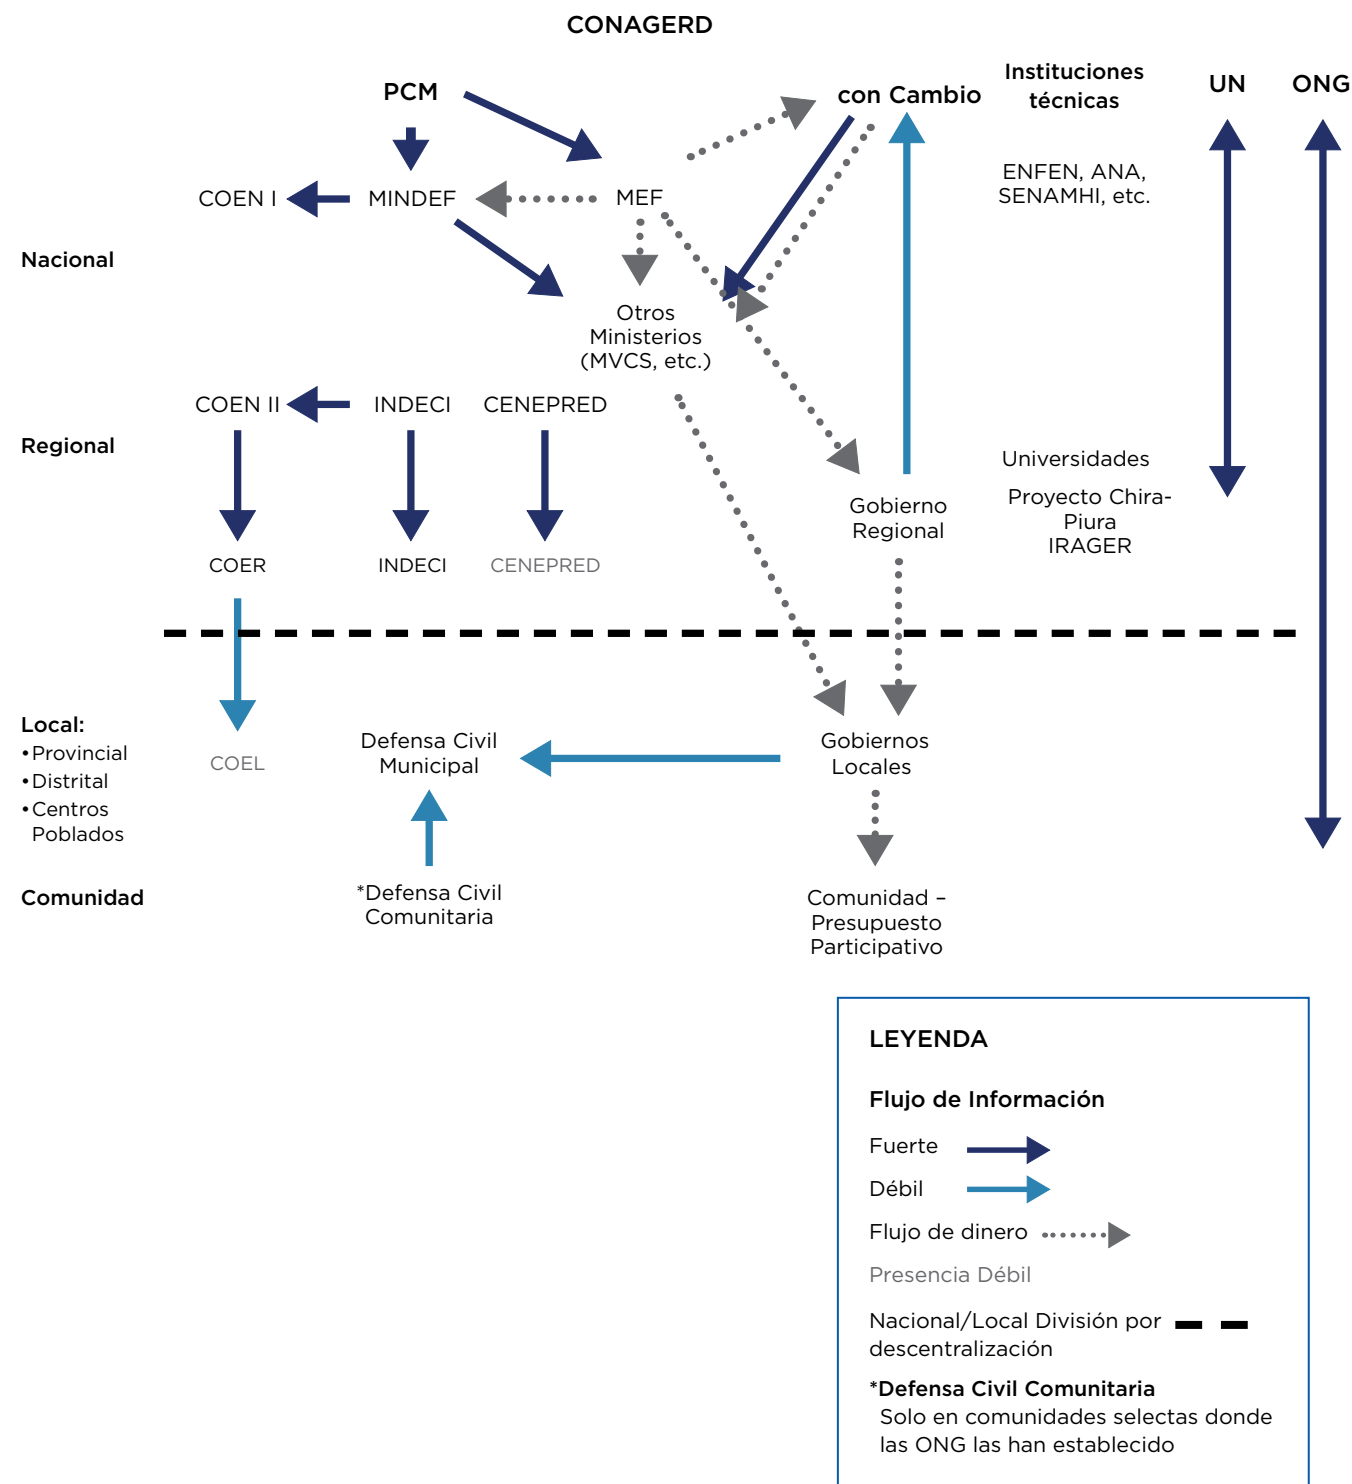 CONAGERD
PCM
con Cambio
Instituciones
técnicas
UN
ONG
ENFEN, ANA,
SENAMHI, etc.
COEN I
MINDEF
MEF
Nacional
Otros
Ministerios
(MVCS, etc.)
COEN II
INDECI
CENEPRED
Regional
Universidades
Proyecto Chira-
Piura
IRAGER
Gobierno
Regional
COER
INDECI
CENEPRED
Local:
•Provincial
•Distrital
•Centros
Poblados
COEL
Defensa Civil
Municipal
Gobiernos
Locales
Comunidad
*Defensa Civil
Comunitaria
Comunidad –
Presupuesto
Participativo
LEYENDA
Flujo de Información
Fuerte
Débil
Flujo de dinero
Presencia Débil
Nacional/Local División por
descentralización
*Defensa Civil Comunitaria
Solo en comunidades selectas donde
las ONG las han establecido